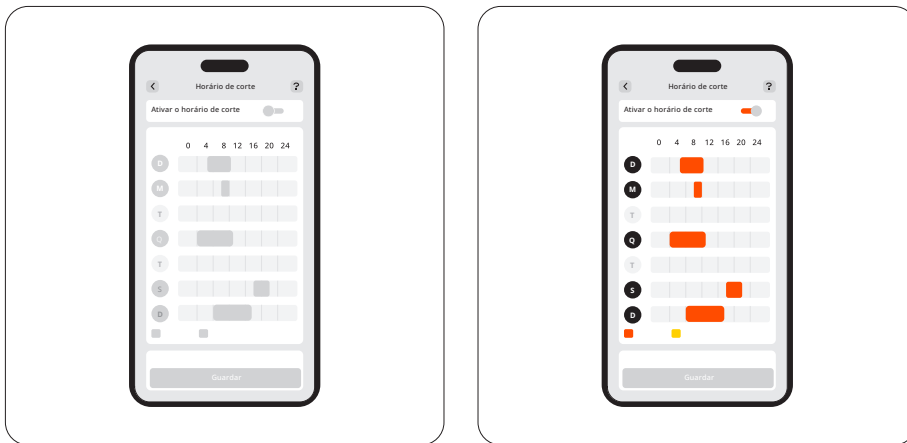 Horário de corte ?
Ativar o horário de corte
0 4 8 12 16 20 24
D
M
T
Q
T
S
D
Guardar
Horário de corte ?
Ativar o horário de corte
0 4 8 12 16 20 24
D
M
T
Q
T
S
D
Guardar